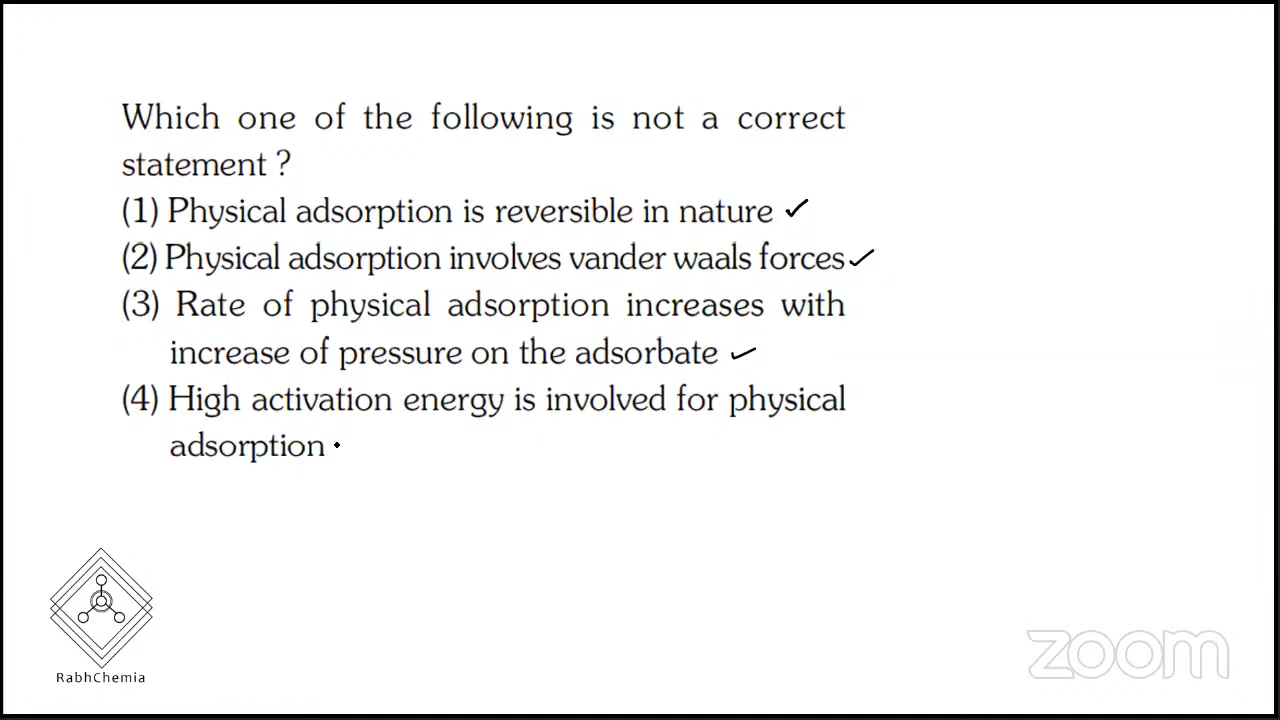 Which one of the following is not a correct
statement ?
(1) Physical adsorption is reversible in nature ✓
(2) Physical adsorption involves vander waals forces ✓
(3) Rate of physical adsorption increases with
increase of pressure on the adsorbate ✓
(4) High activation energy is involved for physical
adsorption
RabhChemia
zoom